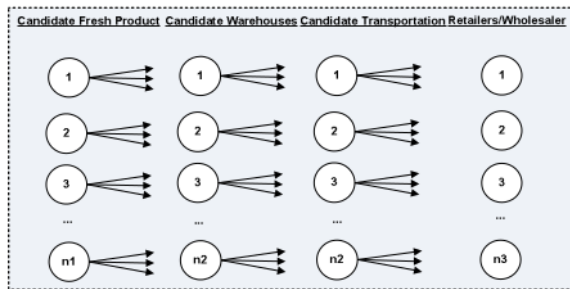 Candidate Fresh Product Candidate Warehouses Candidate Transportation Retailers/Wholesaler
1 1 1 1
2 2 2 2
3 3 3 3
... ... ... ...
n1 n2 n2 n3